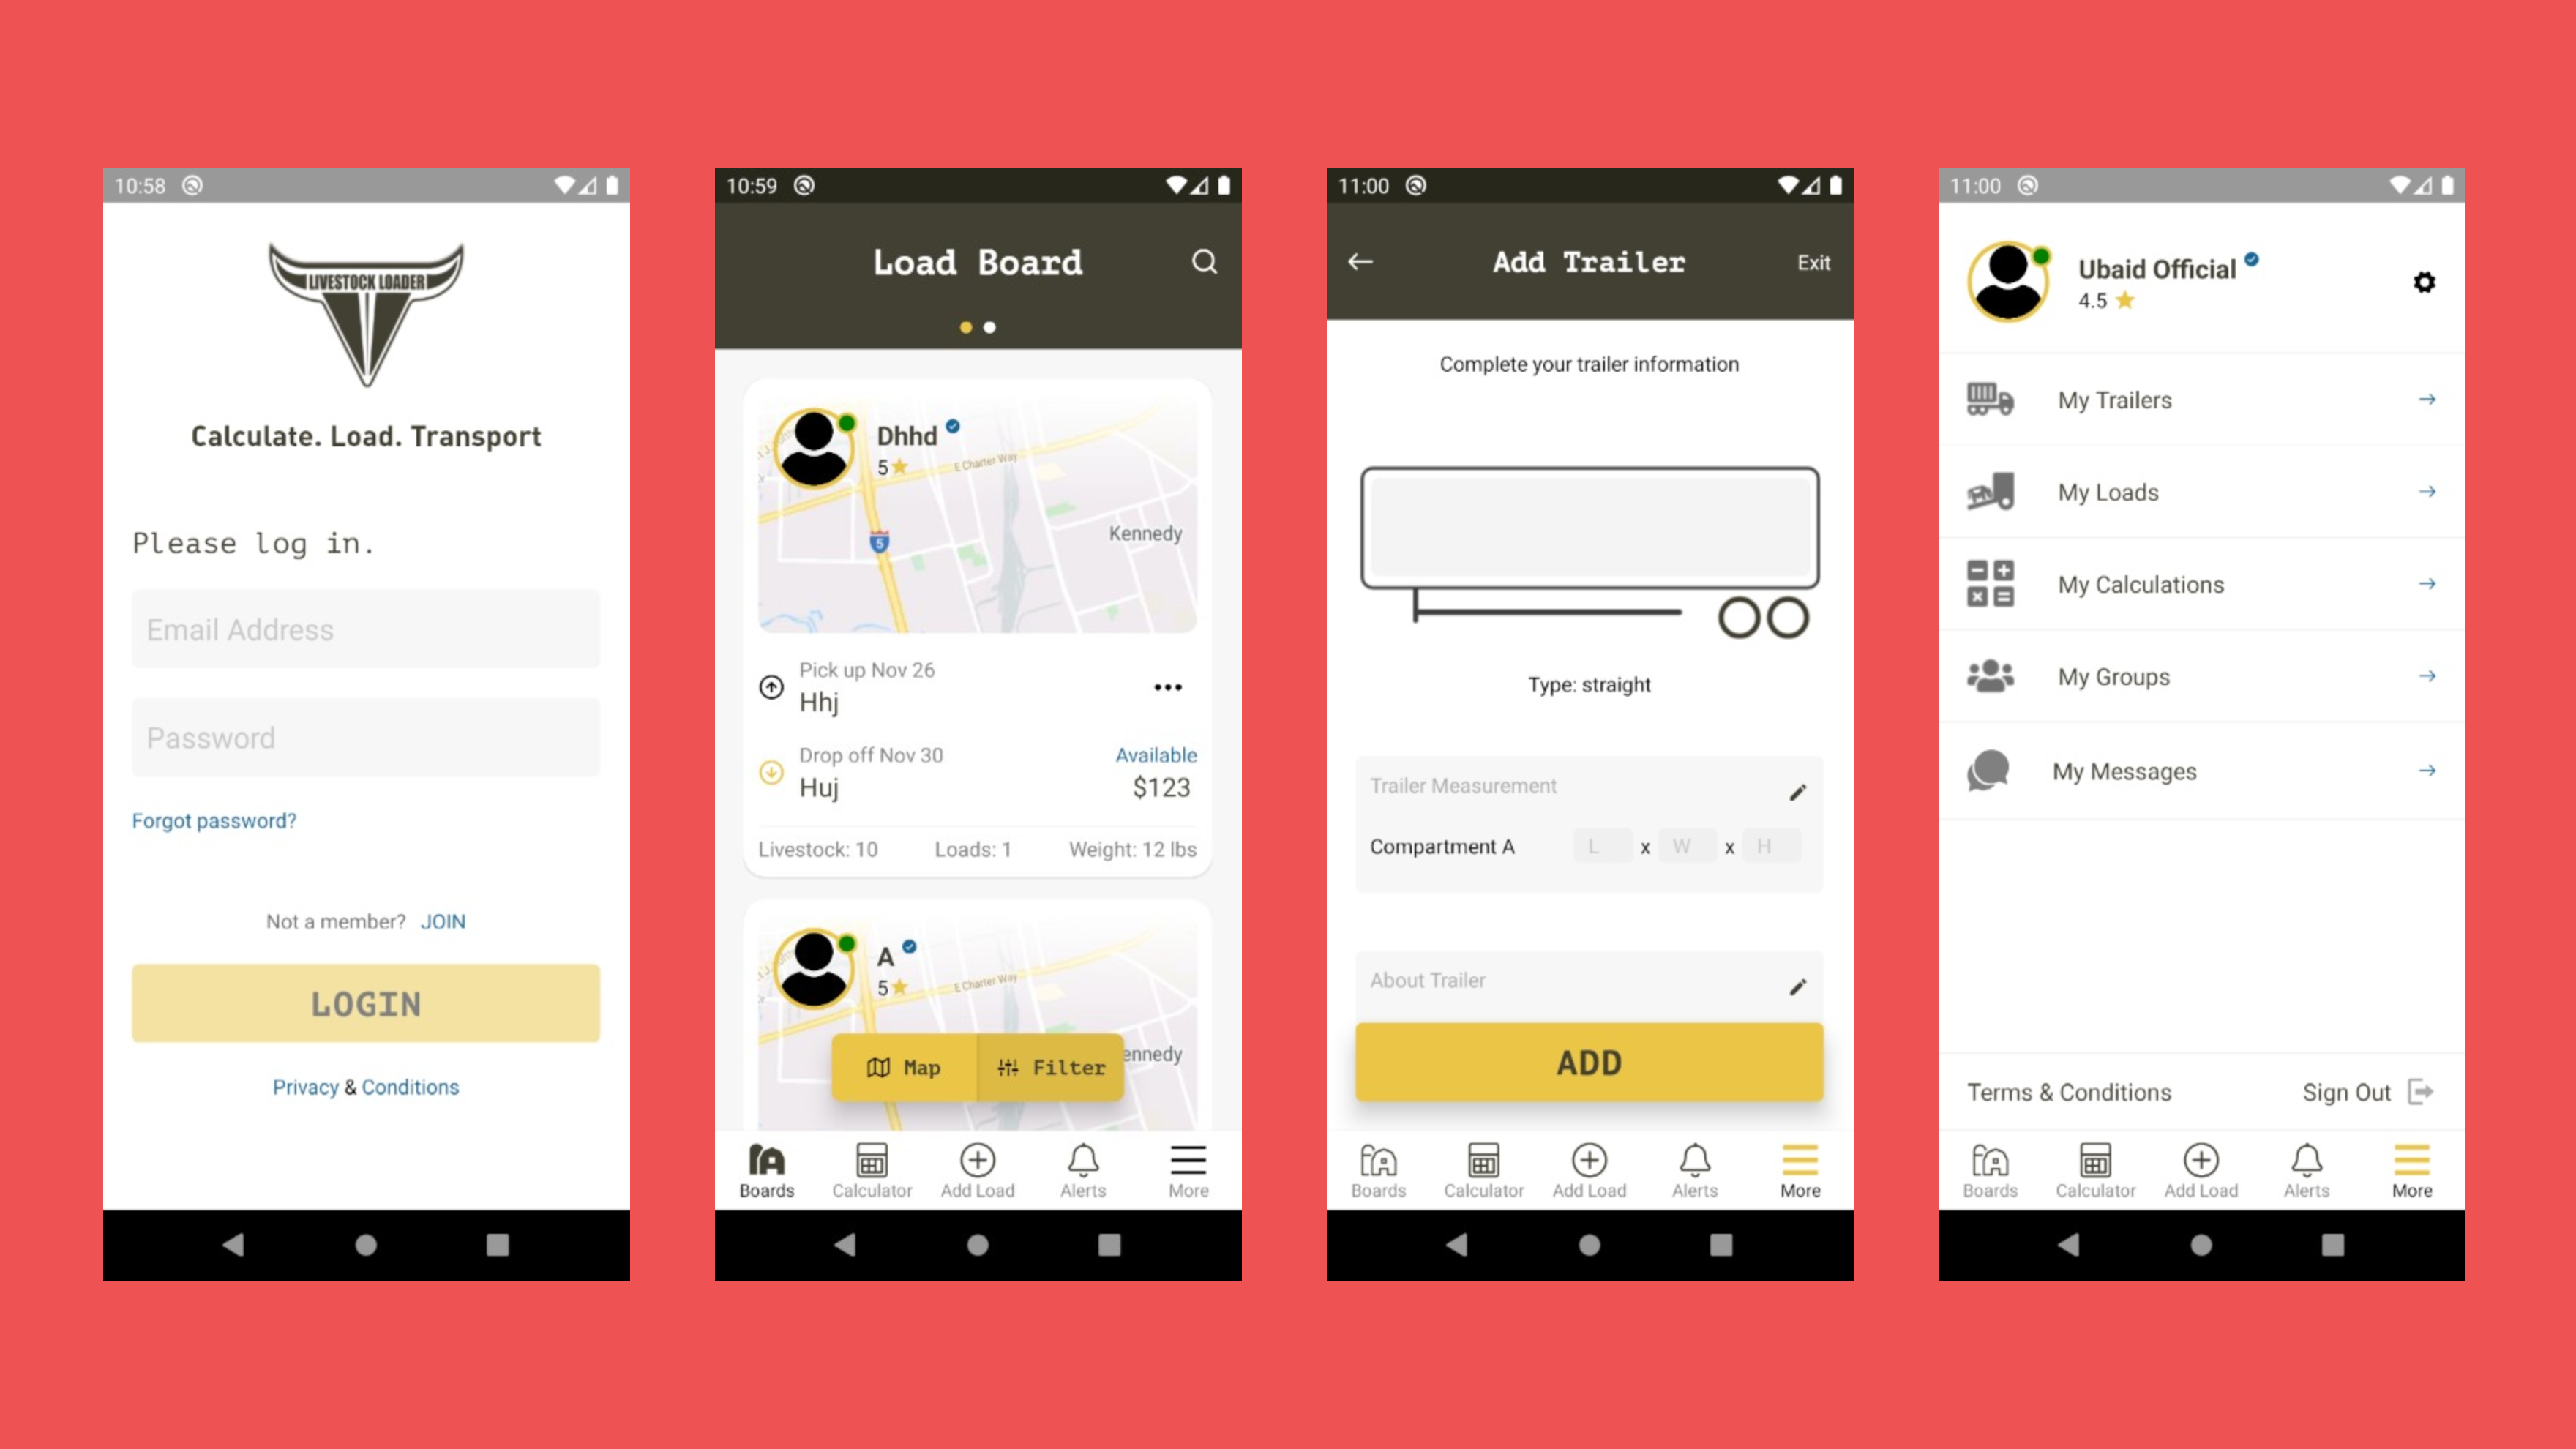 10:58
LIVESTOCK LOADER
Calculate. Load. Transport
Please log in.
Email Address
Password
Forgot password?
Not a member? JOIN
LOGIN
Privacy & Conditions
10:59
Load Board
Dhhd
5
E Charter Way
5
Kennedy
Pick up Nov 26
Hhj
Drop off Nov 30
Available
Huj
$123
Livestock: 10
Loads: 1
Weight: 12 lbs
A
5
E Charter Way
ennedy
Map
Filter
Boards
Calculator
Add Load
Alerts
More
11:00
Add Trailer
Exit
Complete your trailer information
Type: straight
Trailer Measurement
Compartment A
L x W x H
About Trailer
ADD
Boards
Calculator
Add Load
Alerts
More
11:00
Ubaid Official
4.5
My Trailers
My Loads
My Calculations
My Groups
My Messages
Terms & Conditions
Sign Out
Boards
Calculator
Add Load
Alerts
More